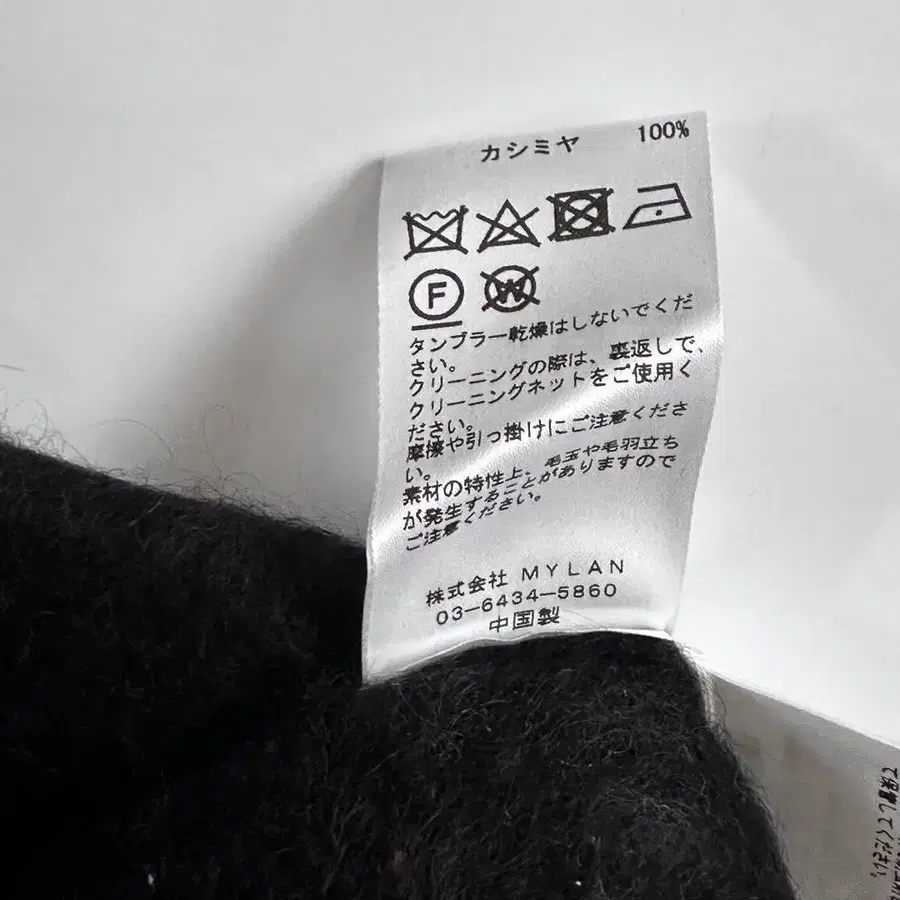 カシミヤ 100%
F W
タンブラー乾燥はしないでくだ
さい。
クリーニングの際は、裏返しで、
クリーニングネットをご使用く
ださい。
摩擦や引っ掛けにご注意くださ
い。
素材の特性上、毛玉や毛羽立ち
が発生することがありますので
ご注意ください。
株式会社 MYLAN
03-6434-5860
中国製
てください。